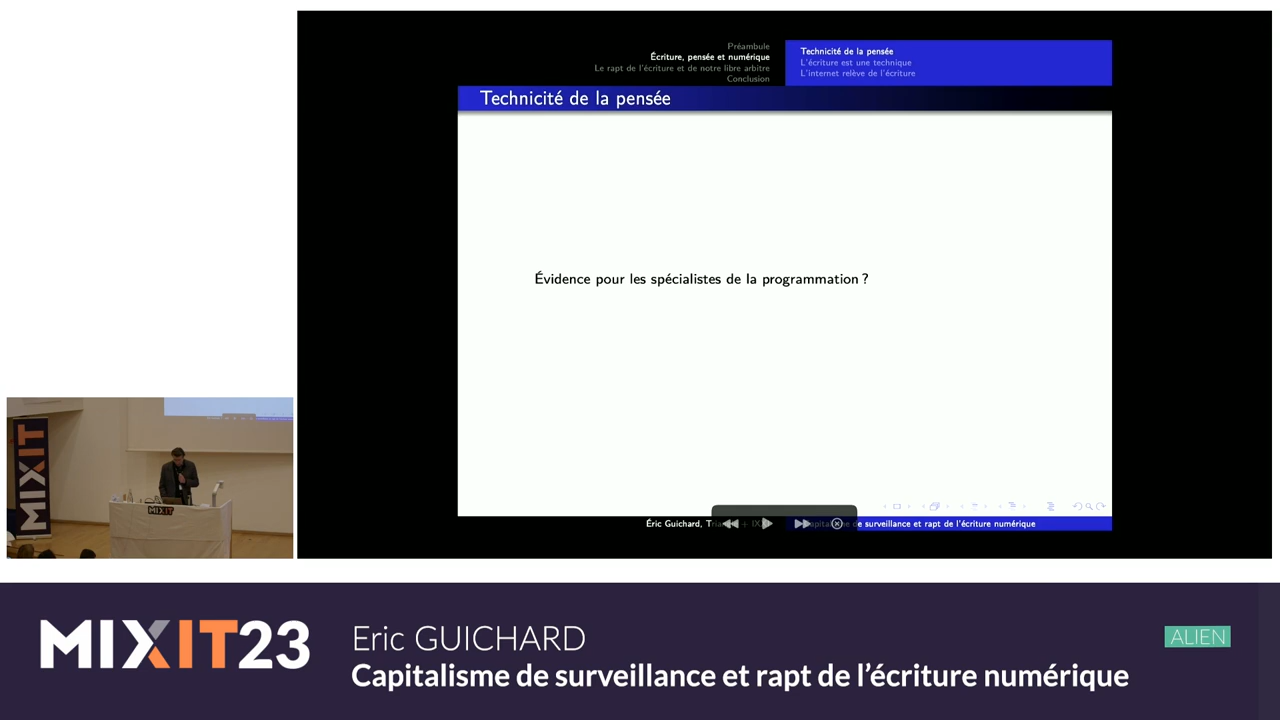 Préambule
Écriture, pensée et numérique
Le rapt de l'écriture et de notre libre arbitre
Conclusion
Technicité de la pensée
L'écriture est une technique
L'internet relève de l'écriture
Technicité de la pensée
Évidence pour les spécialistes de la programmation ?
Éric Guichard,
de surveillance et rapt de l'écriture numérique
MIXIT
MIXIT
MIXIT23
Eric GUICHARD
ALIEN
Capitalisme de surveillance et rapt de l'écriture numérique